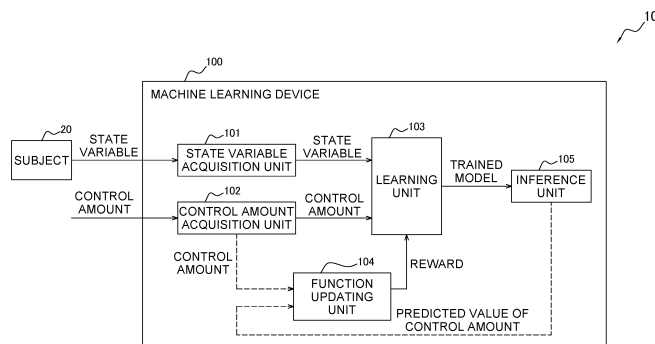 10
100
MACHINE LEARNING DEVICE
20
SUBJECT
STATE
VARIABLE
101
STATE VARIABLE
ACQUISITION UNIT
STATE
VARIABLE
103
LEARNING
UNIT
TRAINED
MODEL
105
INFERENCE
UNIT
CONTROL
AMOUNT
102
CONTROL AMOUNT
ACQUISITION UNIT
CONTROL
AMOUNT
CONTROL
AMOUNT
104
FUNCTION
UPDATING
UNIT
REWARD
PREDICTED VALUE OF
CONTROL AMOUNT